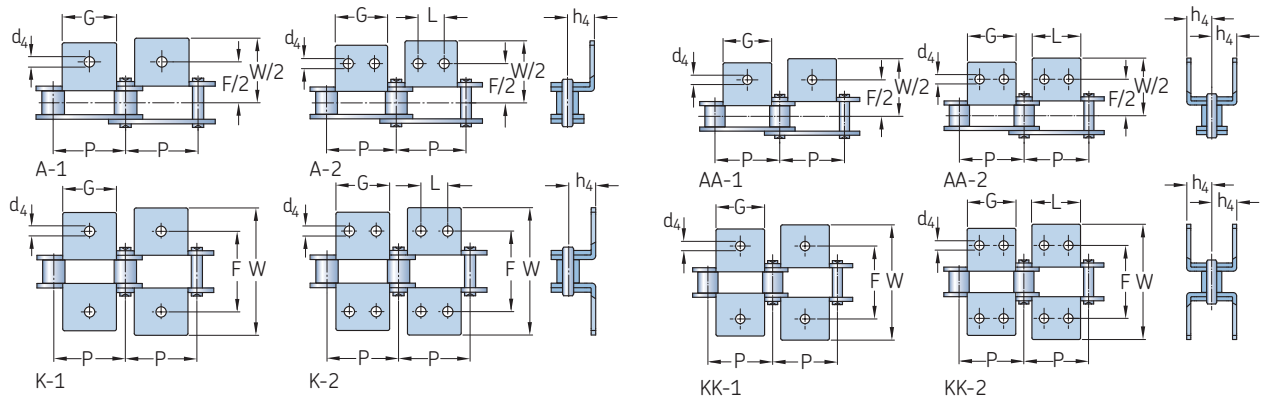 G
L
h₄
G
d₄
W/2
F/2
P
P
A-1
G
L
h₄
d₄
W/2
F/2
P
P
A-2
G
d₄
W/2
F/2
P
P
AA-1
G
L
h₄
h₄
d₄
W/2
F/2
P
P
AA-2
G
d₄
F
W
P
P
K-1
G
L
h₄
d₄
F
W
P
P
K-2
G
d₄
F
W
P
P
KK-1
G
L
h₄
h₄
d₄
F
W
P
P
KK-2